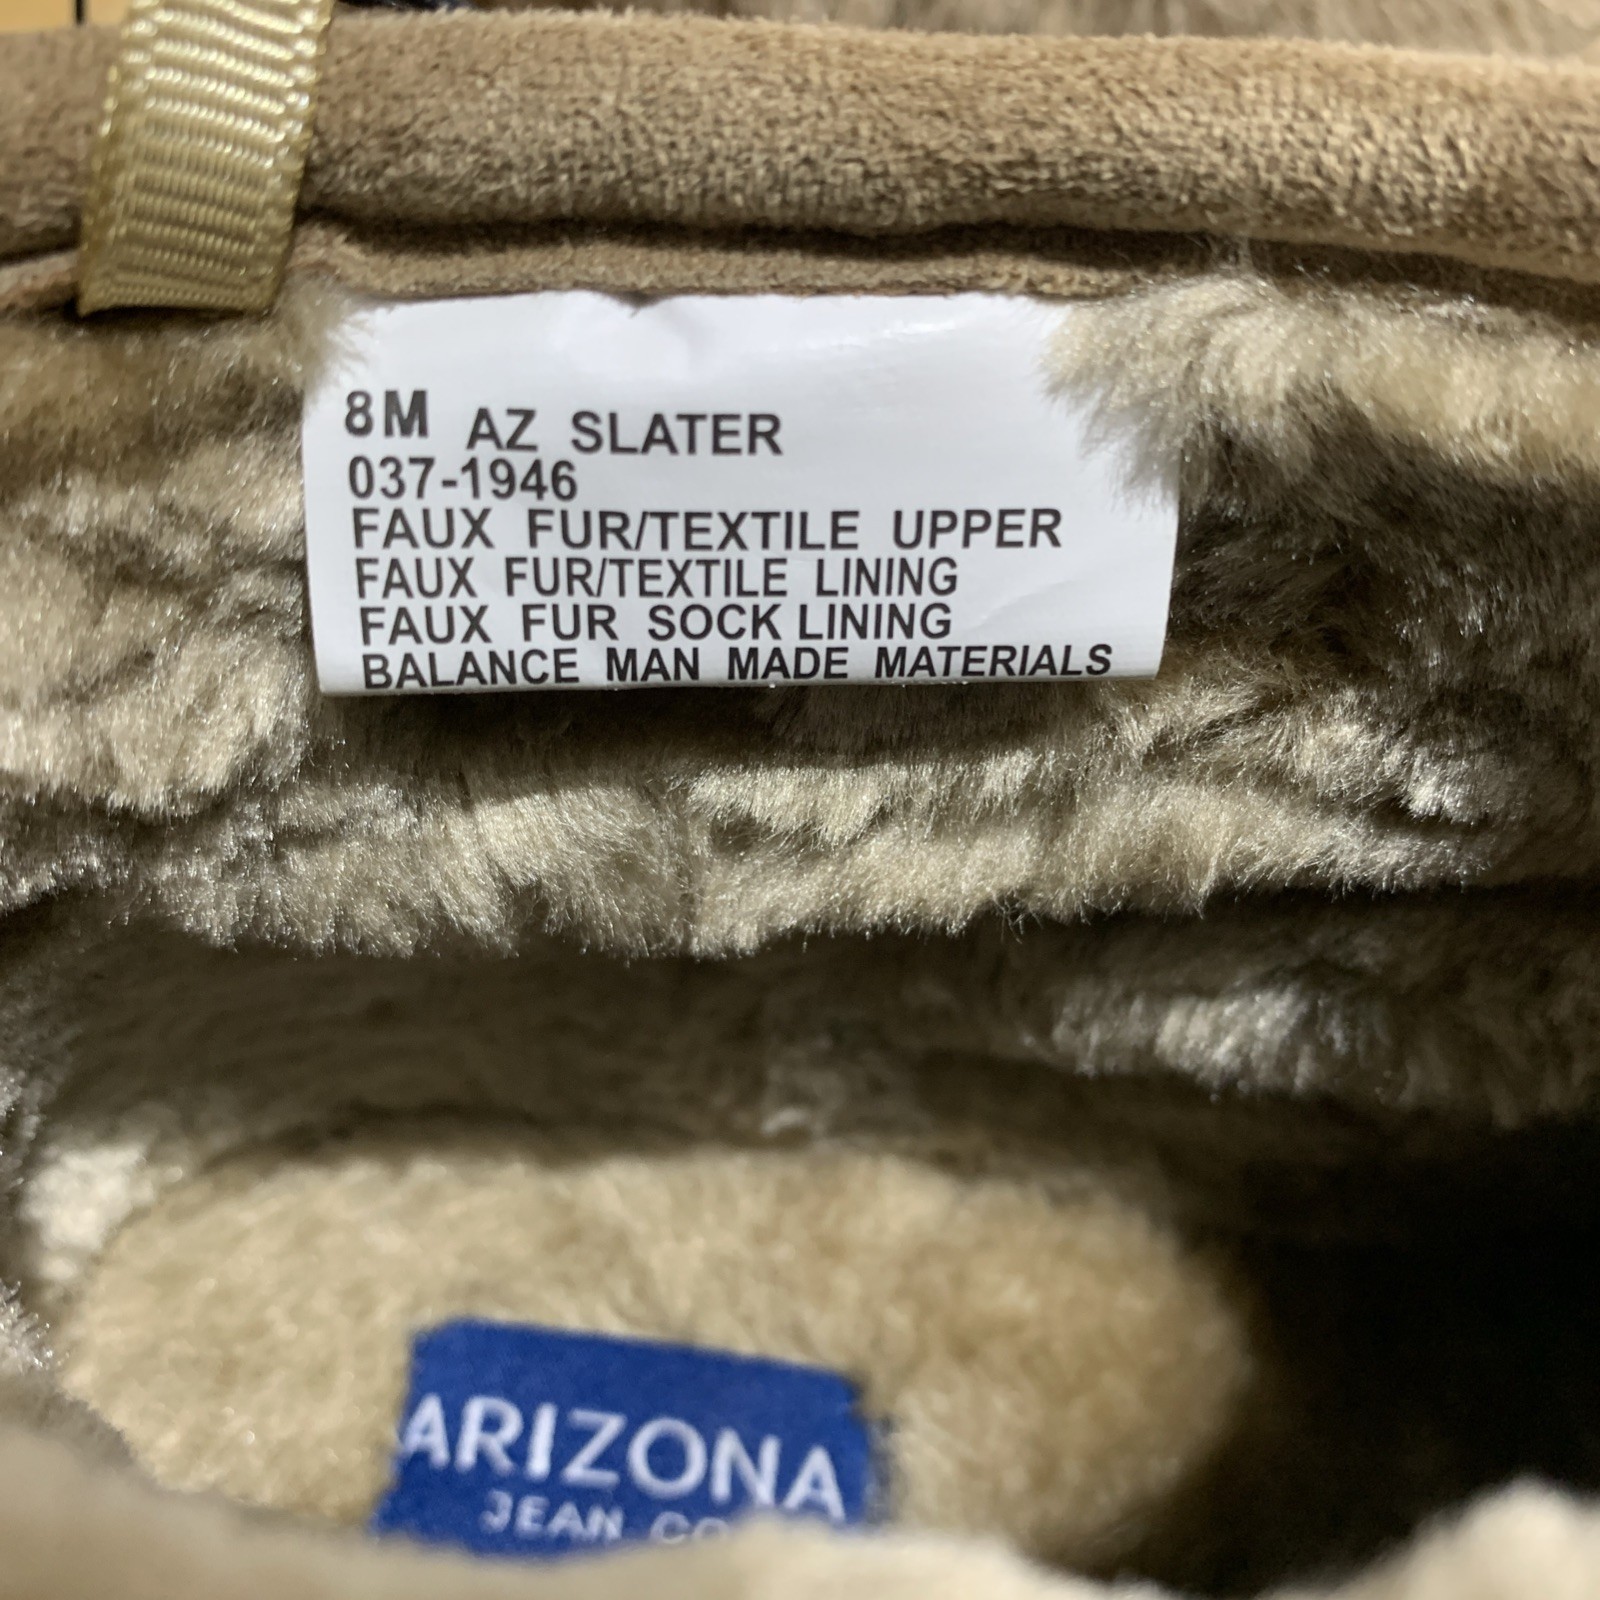 8M AZ SLATER
037-1946
FAUX FUR/TEXTILE UPPER
FAUX FUR/TEXTILE LINING
FAUX FUR SOCK LINING
BALANCE MAN MADE MATERIALS
ARIZONA
JEAN